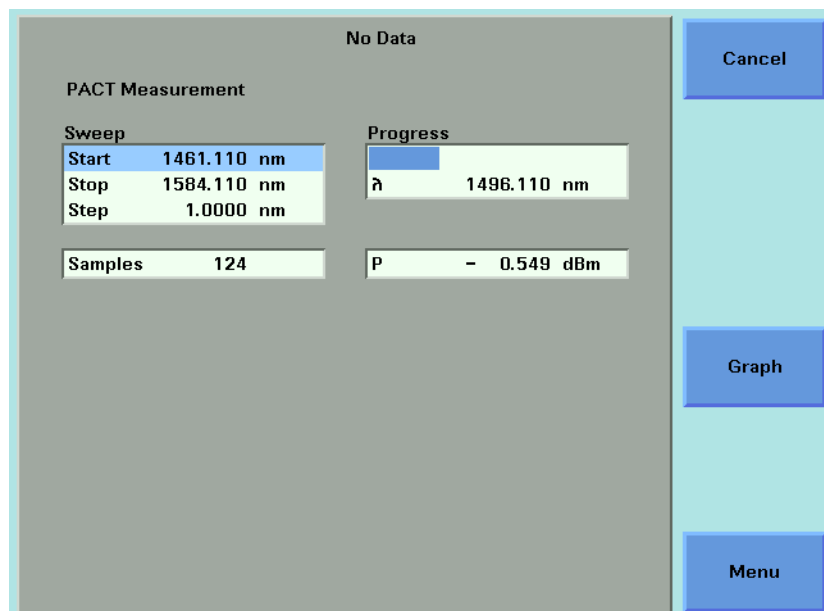 No Data
Cancel
PACT Measurement
Sweep
Start 1461.110 nm
Stop 1584.110 nm
Step 1.0000 nm
Samples 124
Progress
λ 1496.110 nm
P - 0.549 dBm
Graph
Menu